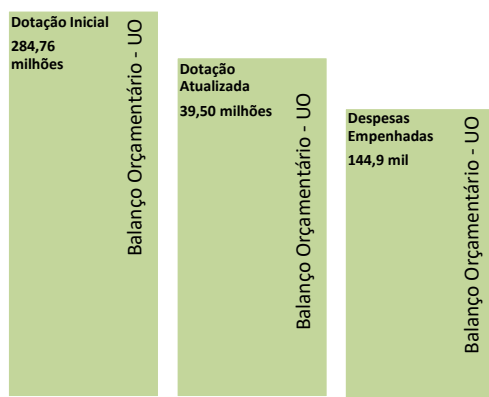 Dotação Inicial
284,76
milhões
Balanço Orçamentário - UO
Dotação
Atualizada
39,50 milhões
Balanço Orçamentário - UO
Despesas
Empenhadas
144,9 mil
Balanço Orçamentário - UO